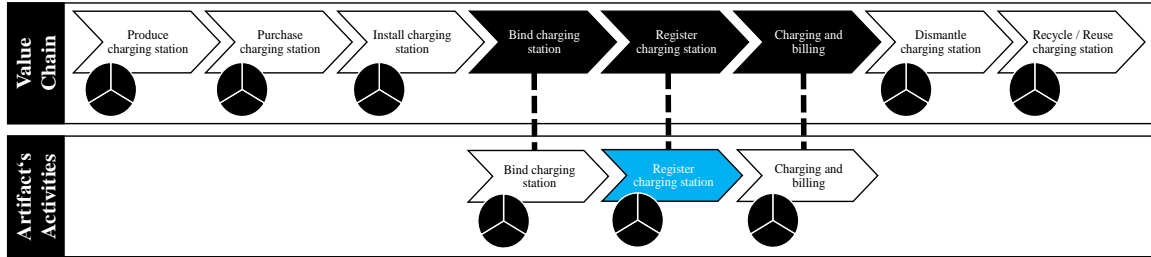 Value
Chain
Produce
charging station
Purchase
charging station
Install charging
station
Bind charging
station
Register
charging station
Charging and
billing
Dismantle
charging station
Recycle / Reuse
charging station
Artifact‘s
Activities
Bind charging
station
Register
charging station
Charging and
billing